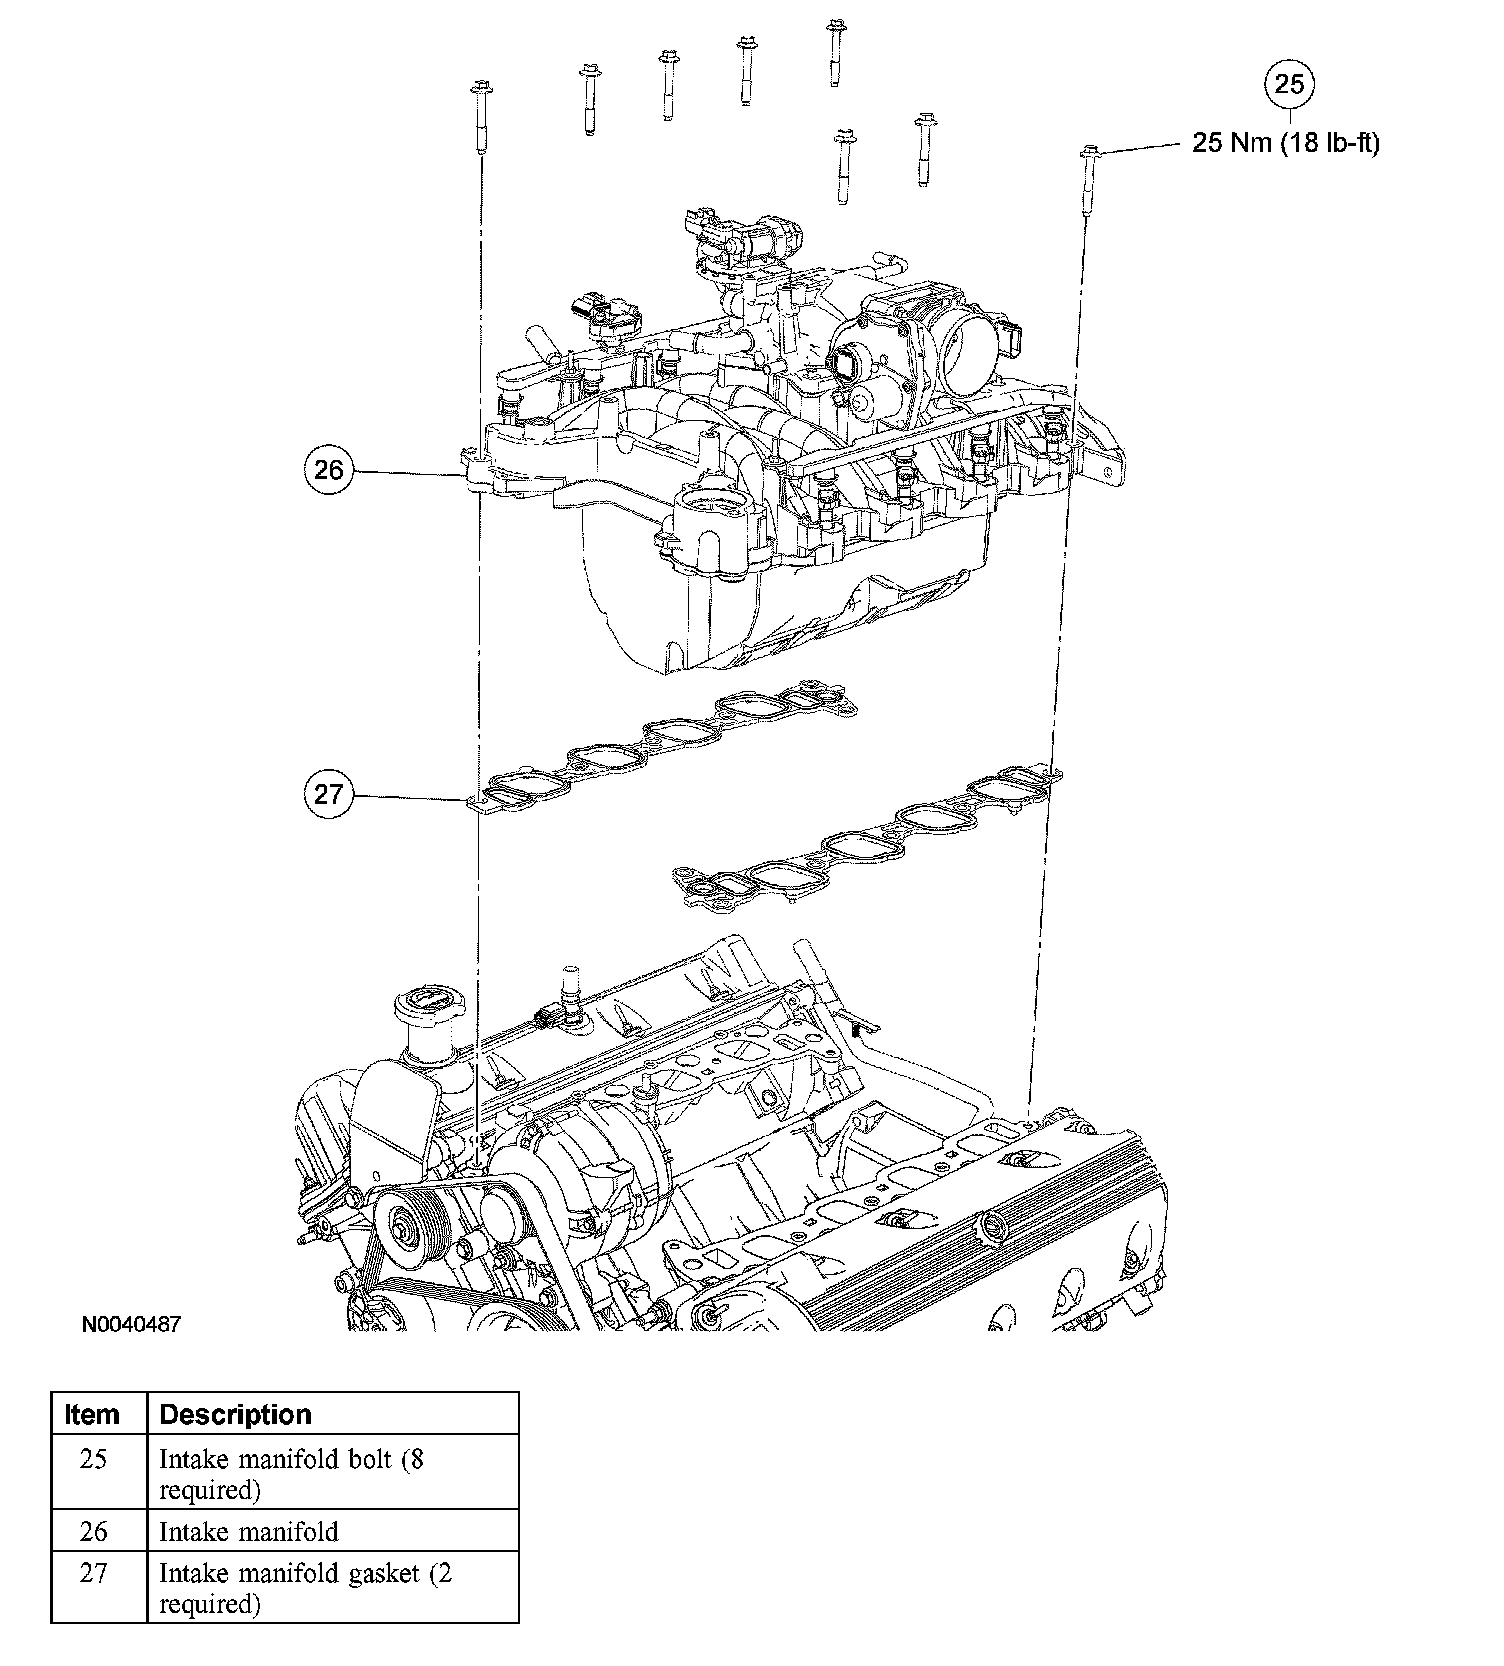 25
25 Nm (18 lb-ft)
26
27
N0040487
Item Description
25 Intake manifold bolt (8
required)
26 Intake manifold
27 Intake manifold gasket (2
required)